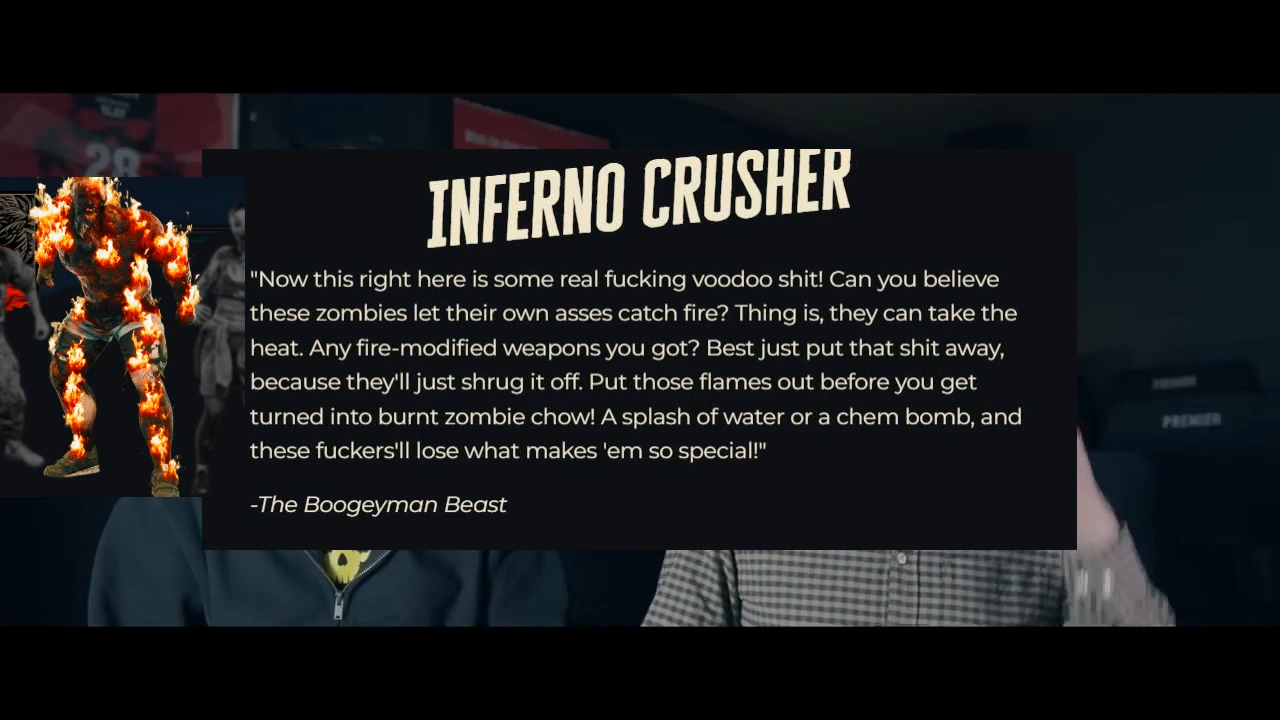 28
INFERNO CRUSHER
"Now this right here is some real fucking voodoo shit! Can you believe
these zombies let their own asses catch fire? Thing is, they can take the
heat. Any fire-modified weapons you got? Best just put that shit away,
because they'll just shrug it off. Put those flames out before you get
turned into burnt zombie chow! A splash of water or a chem bomb, and
these fuckers'll lose what makes 'em so special!"
-The Boogeyman Beast
PREMIER
PREMIER